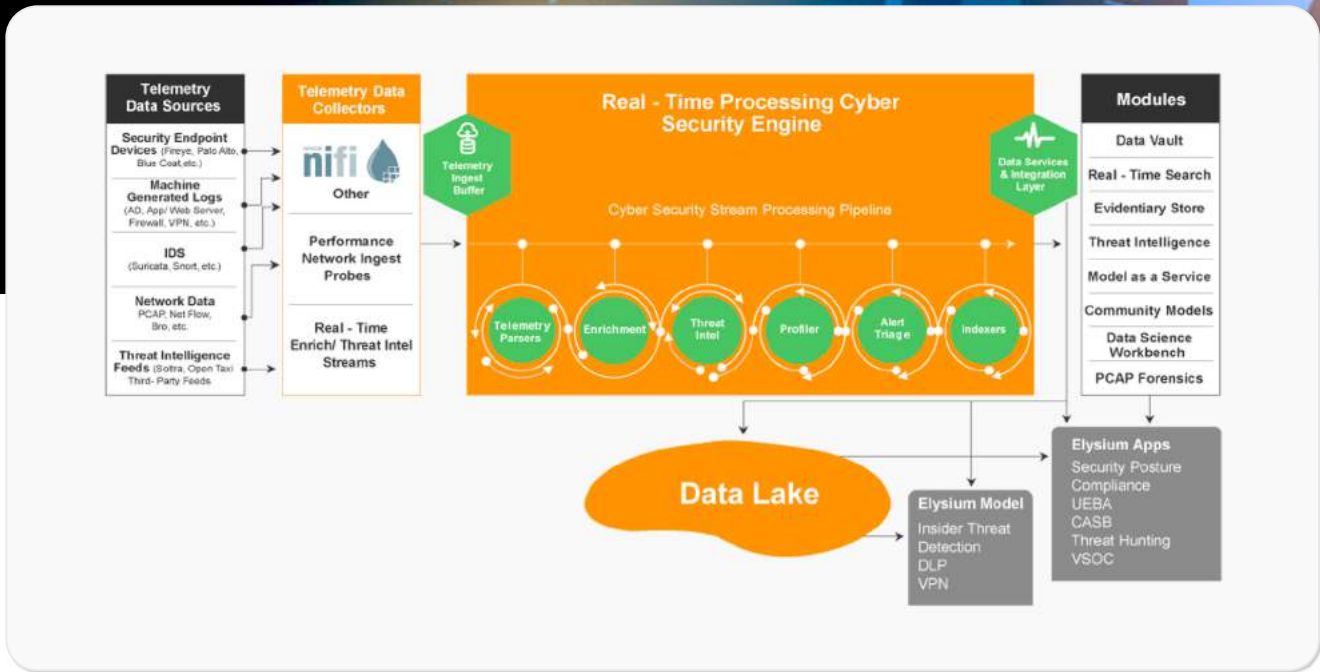 Telemetry
Data Sources
Security Endpoint
Devices (Fireye, Palo Alto,
Blue Coat,etc.)
Machine
Generated Logs
(AD, App/ Web Server,
Firewall, VPN, etc.)
IDS
(Suricata, Snort, etc.)
Network Data
PCAP, Net Flow,
Bro, etc.
Threat Intelligence
Feeds (Soltra, Open Taxi
Third- Party Feeds
Telemetry Data
Collectors
nifi
Other
Performance
Network Ingest
Probes
Real - Time
Enrich/ Threat Intel
Streams
Real - Time Processing Cyber
Security Engine
Telemetry
Ingest
Buffer
Data Services
& Integration
Layer
Cyber Security Stream Processing Pipeline
Telemetry
Parsers
Enrichment
Threat
Intel
Profiler
Alert
Triage
Indexers
Modules
Data Vault
Real - Time Search
Evidentiary Store
Threat Intelligence
Model as a Service
Community Models
Data Science
Workbench
PCAP Forensics
Data Lake
Elysium Model
Insider Threat
Detection
DLP
VPN
Elysium Apps
Security Posture
Compliance
UEBA
CASB
Threat Hunting
VSOC